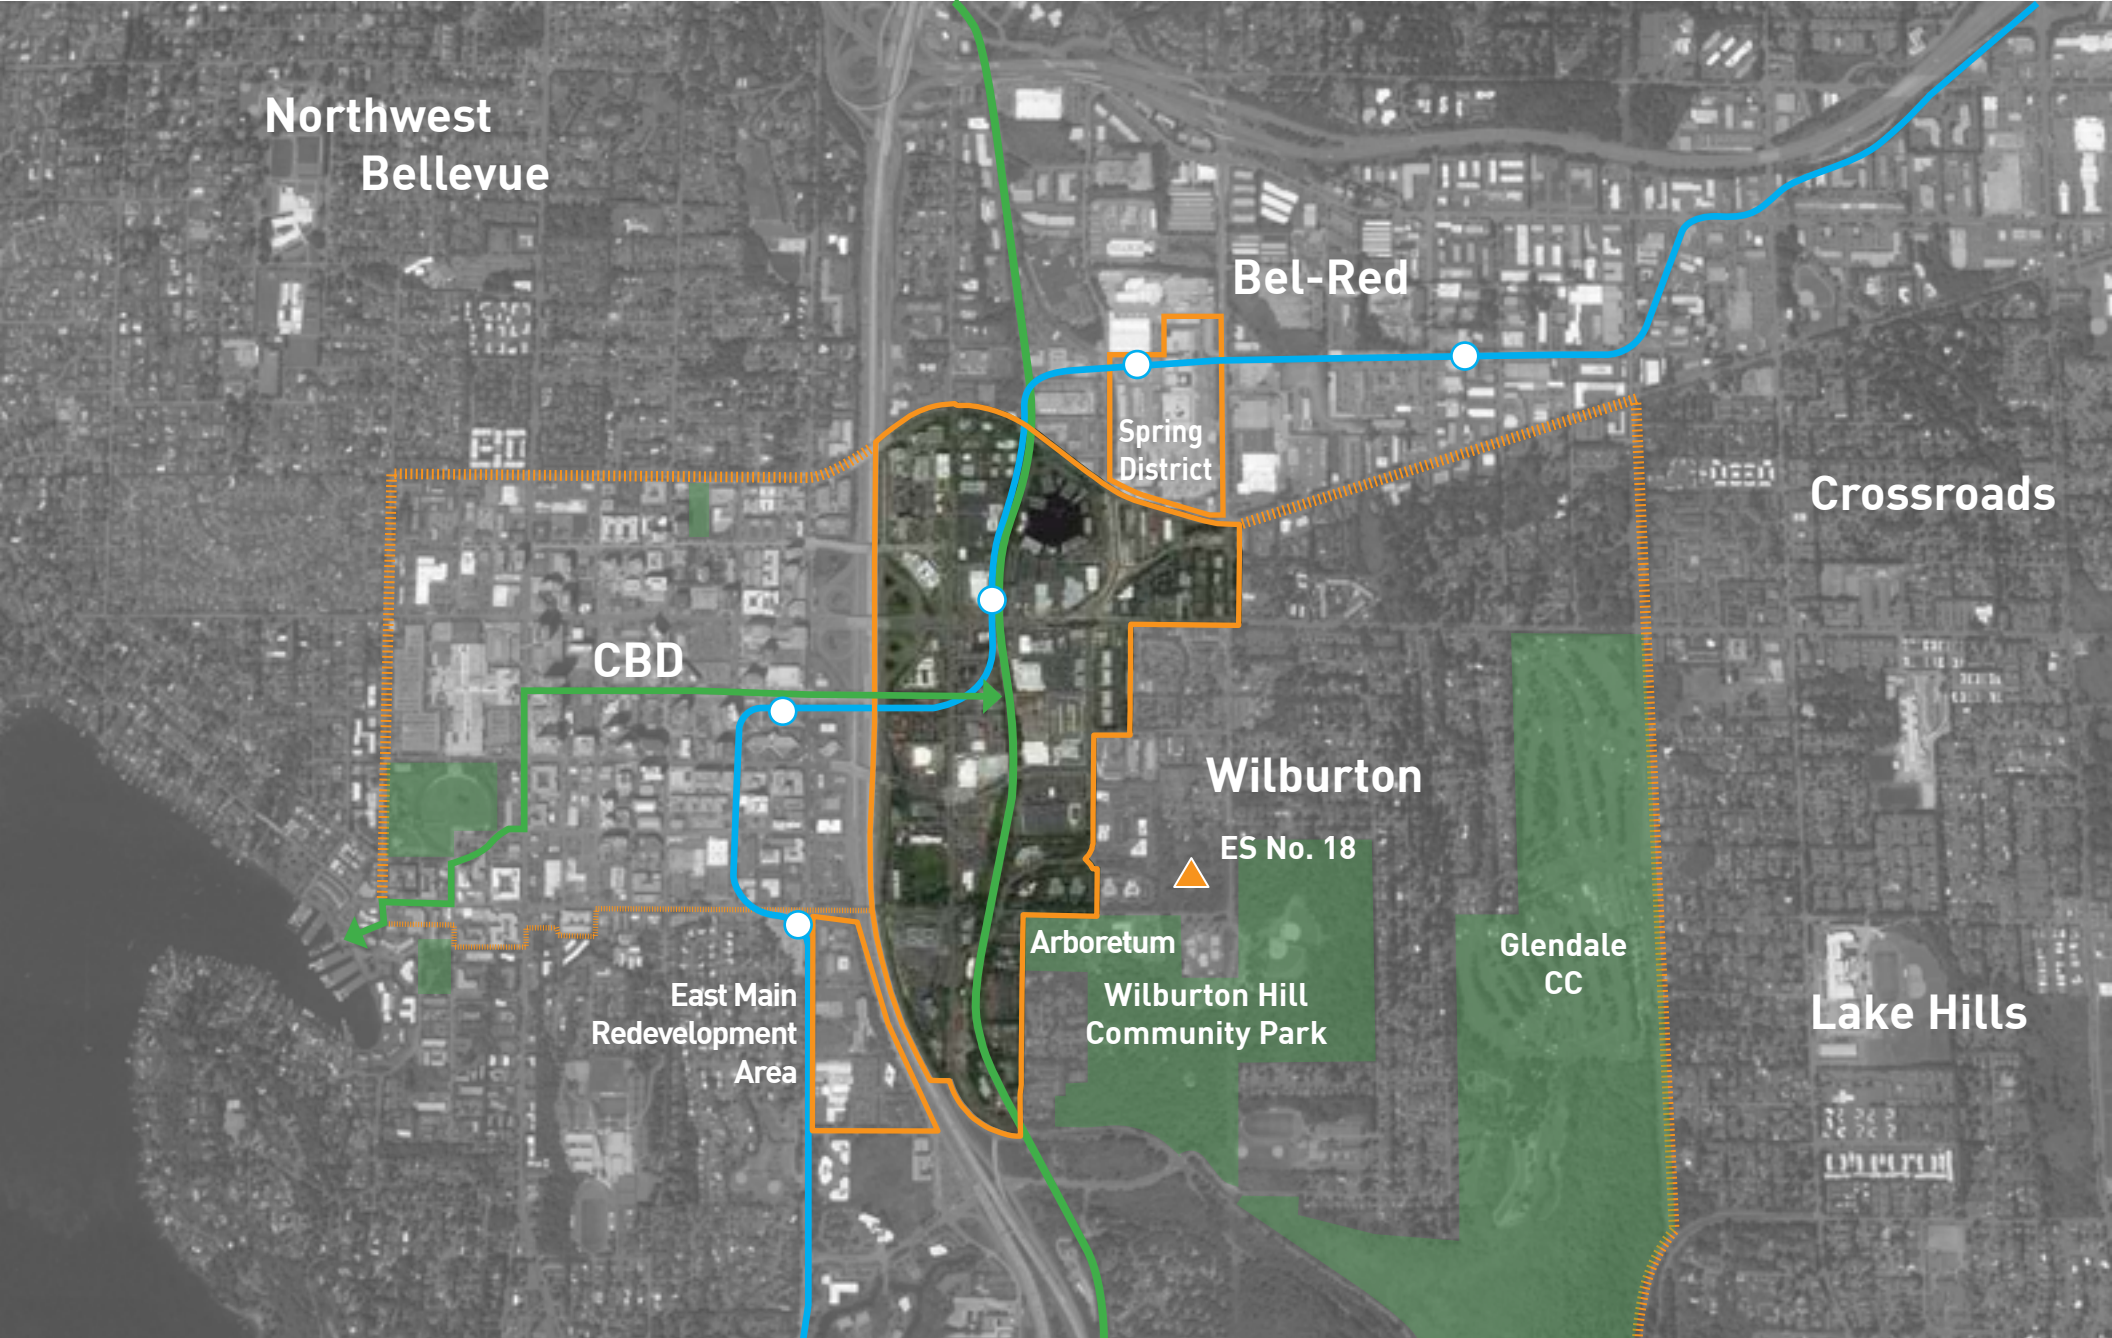 Northwest
Bellevue
Bel-Red
Spring
District
Crossroads
CBD
Wilburton
ES No. 18
Arboretum
Glendale
CC
East Main
Redevelopment
Area
Wilburton Hill
Community Park
Lake Hills